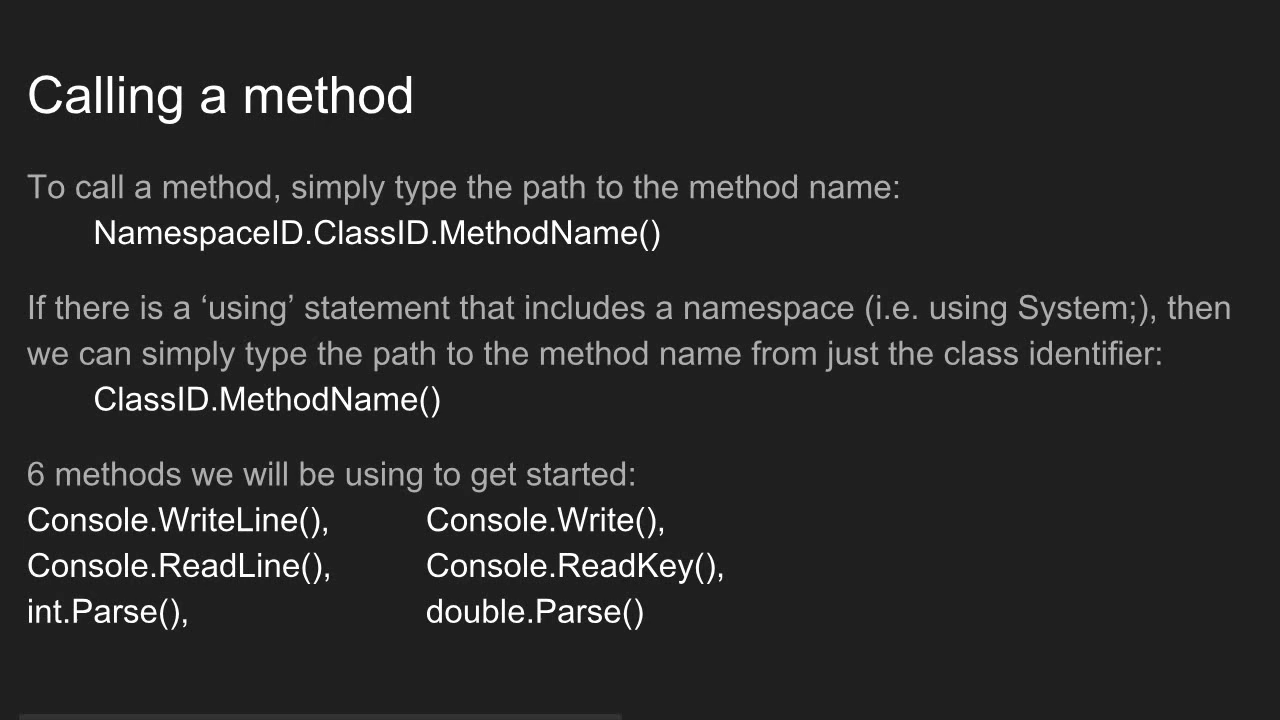 Calling a method
To call a method, simply type the path to the method name:
NamespaceID.ClassID.MethodName()
If there is a ‘using’ statement that includes a namespace (i.e. using System;), then
we can simply type the path to the method name from just the class identifier:
ClassID.MethodName()
6 methods we will be using to get started:
Console.WriteLine(), Console.Write(),
Console.ReadLine(), Console.ReadKey(),
int.Parse(), double.Parse()